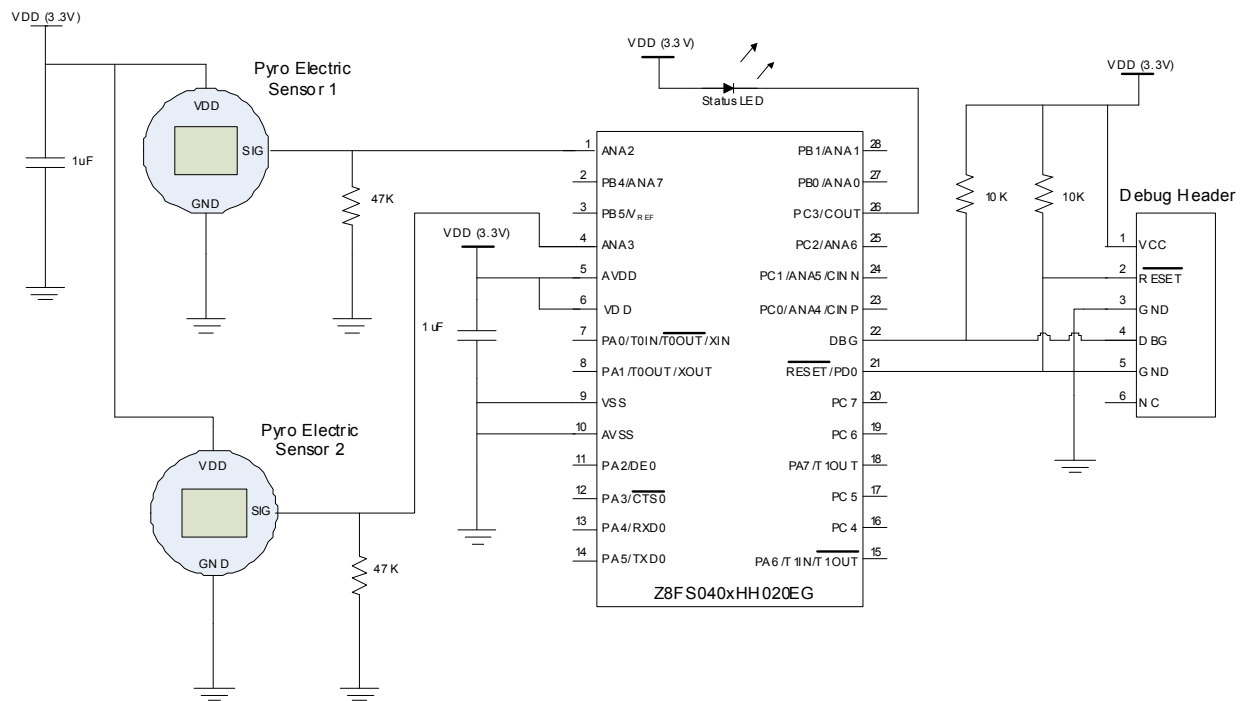 VDD (3.3V)
1uF
Pyro Electric
Sensor 1
VDD
SIG
GND
47K
Pyro Electric
Sensor 2
VDD
SIG
GND
47K
VDD (3.3V)
1uF
VDD (3.3V)
Status LED
1 ANA2
2 PB4/ANA7
3 PB5/VREF
4 ANA3
5 AVDD
6 VDD
7 PA0/T0IN/T0OUT/XIN
8 PA1/T0OUT/XOUT
9 VSS
10 AVSS
11 PA2/DE0
12 PA3/CTS0
13 PA4/RXD0
14 PA5/TXD0
PB1/ANA1 28
PB0/ANA0 27
PC3/COUT 26
PC2/ANA6 25
PC1/ANA5/CINN 24
PC0/ANA4/CINP 23
DBG 22
RESET/PD0 21
PC7 20
PC6 19
PA7/T1OUT 18
PC5 17
PC4 16
PA6/T1IN/T1OUT 15
Z8FS040xHH020EG
VDD (3.3V)
10K
10K
Debug Header
1 VCC
2 RESET
3 GND
4 DBG
5 GND
6 NC